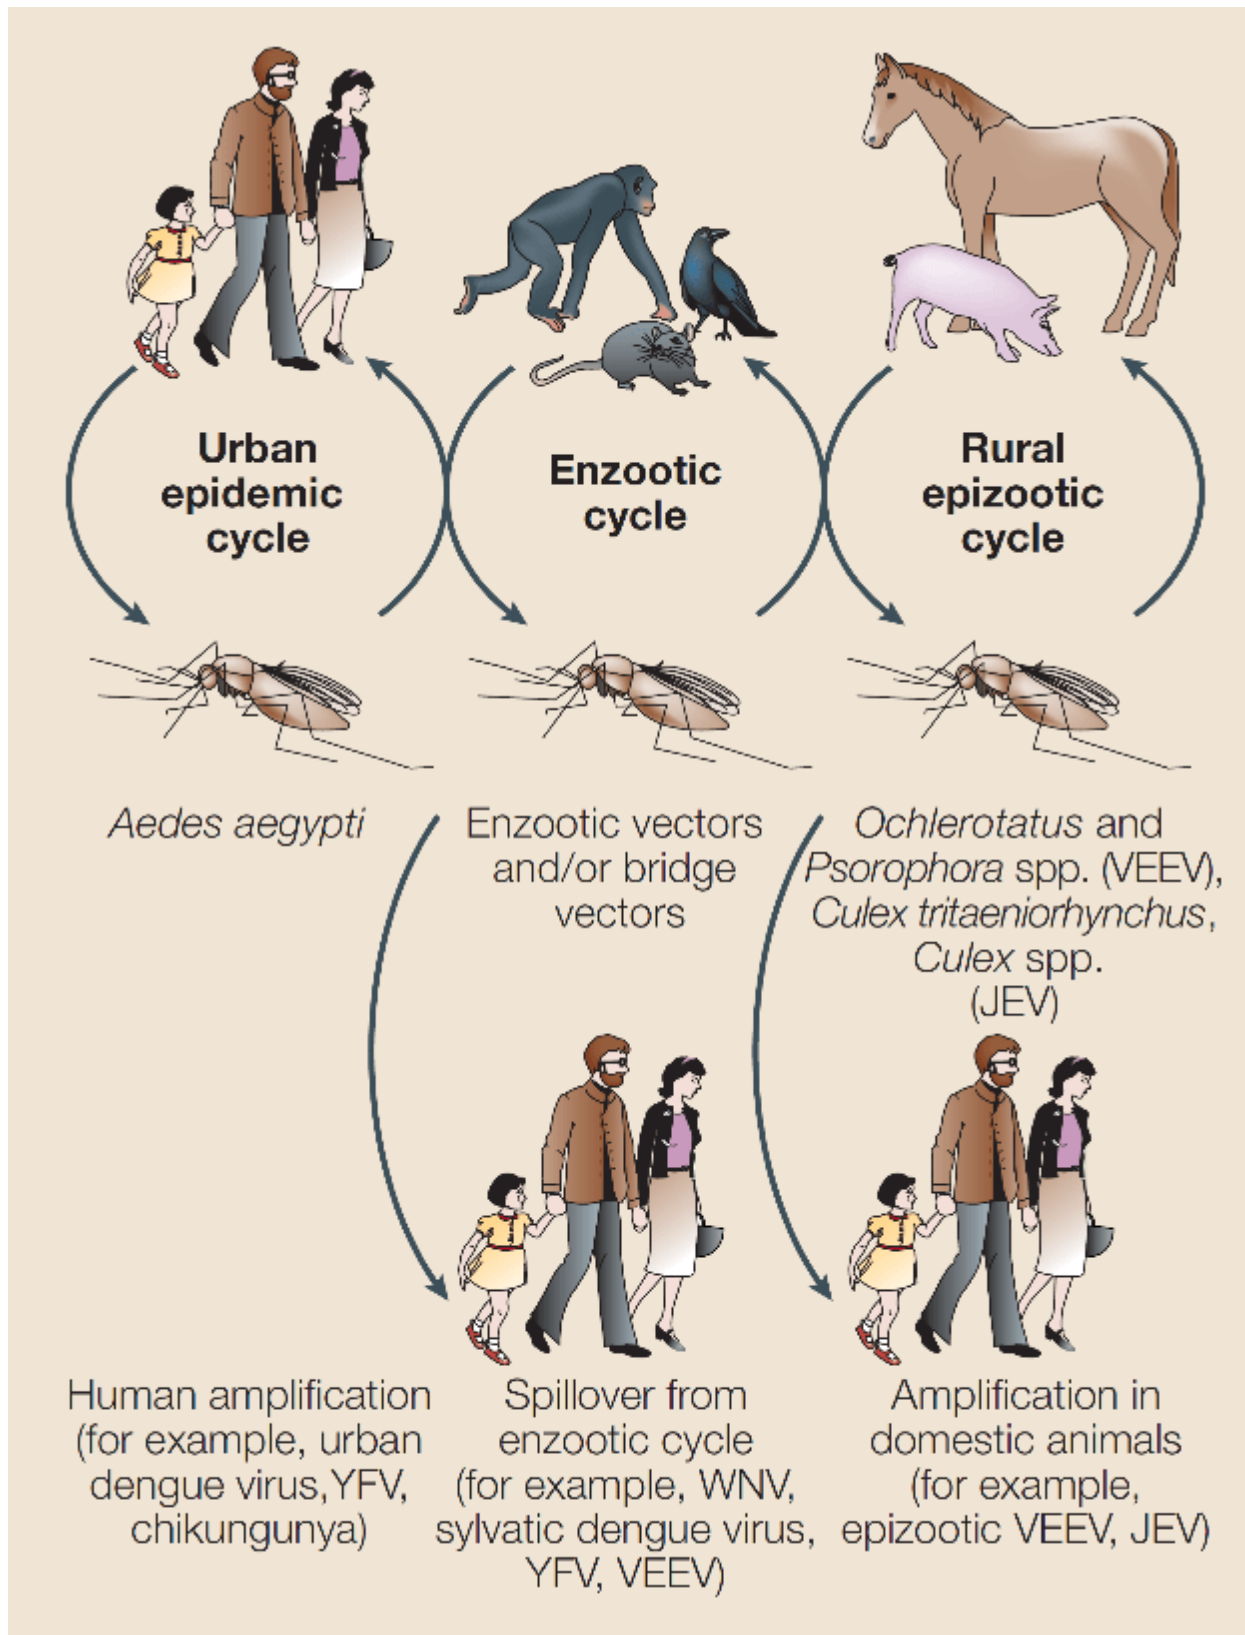 Urban
epidemic
cycle
Enzootic
cycle
Rural
epizootic
cycle
Aedes aegypti
Enzootic vectors
and/or bridge
vectors
Ochlerotatus and
Psorophora spp. (VEEV),
Culex tritaeniorhynchus,
Culex spp.
(JEV)
Human amplification
(for example, urban
dengue virus,YFV,
chikungunya)
Spillover from
enzootic cycle
(for example, WNV,
sylvatic dengue virus,
YFV, VEEV)
Amplification in
domestic animals
(for example,
epizootic VEEV, JEV)